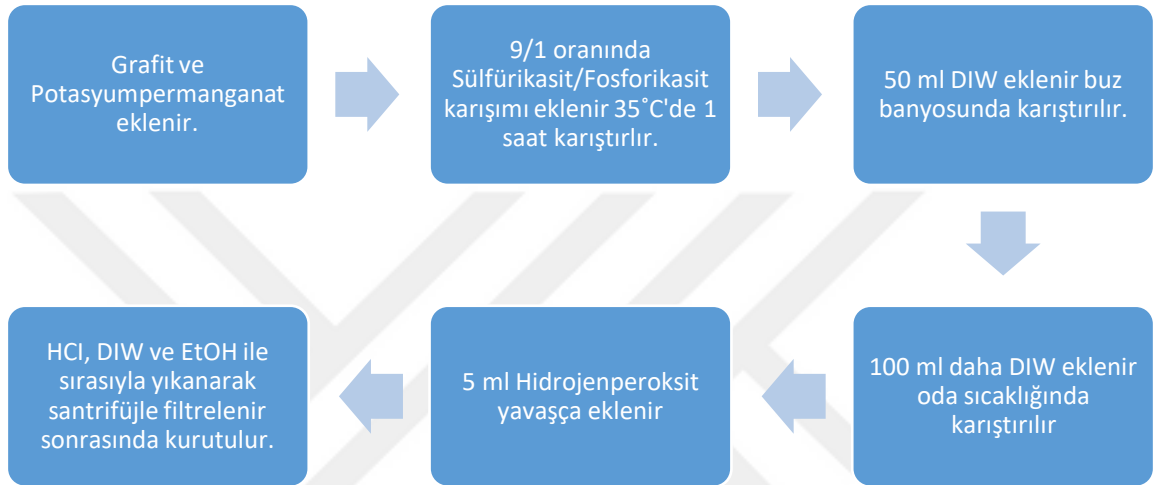 Grafit ve
Potasyumpermanganat
eklenir.
9/1 oranında
Sülfürikasit/Fosforikasit
karışımı eklenir 35˚C'de 1
saat karıştırlır.
50 ml DIW eklenir buz
banyosunda karıştırılır.
100 ml daha DIW eklenir
oda sıcaklığında
karıştırılır
5 ml Hidrojenperoksit
yavaşça eklenir
HCI, DIW ve EtOH ile
sırasıyla yıkanarak
santrifüjle filtrelenir
sonrasında kurutulur.